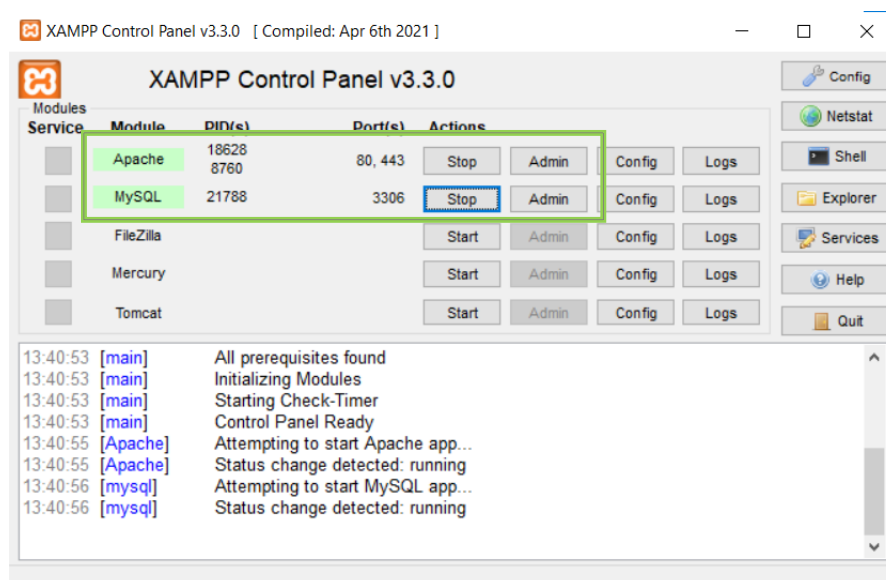 XAMPP Control Panel v3.3.0 [ Compiled: Apr 6th 2021 ]
XAMPP Control Panel v3.3.0
Config
Modules
Service Module PID(s) Port(s) Actions
Netstat
Apache 18628 8760 80, 443 Stop Admin Config Logs
Shell
MySQL 21788 3306 Stop Admin Config Logs
Explorer
FileZilla Start Admin Config Logs
Services
Mercury Start Admin Config Logs
Help
Tomcat Start Admin Config Logs
Quit
13:40:53 [main] All prerequisites found
13:40:53 [main] Initializing Modules
13:40:53 [main] Starting Check-Timer
13:40:53 [main] Control Panel Ready
13:40:55 [Apache] Attempting to start Apache app...
13:40:55 [Apache] Status change detected: running
13:40:56 [mysql] Attempting to start MySQL app...
13:40:56 [mysql] Status change detected: running